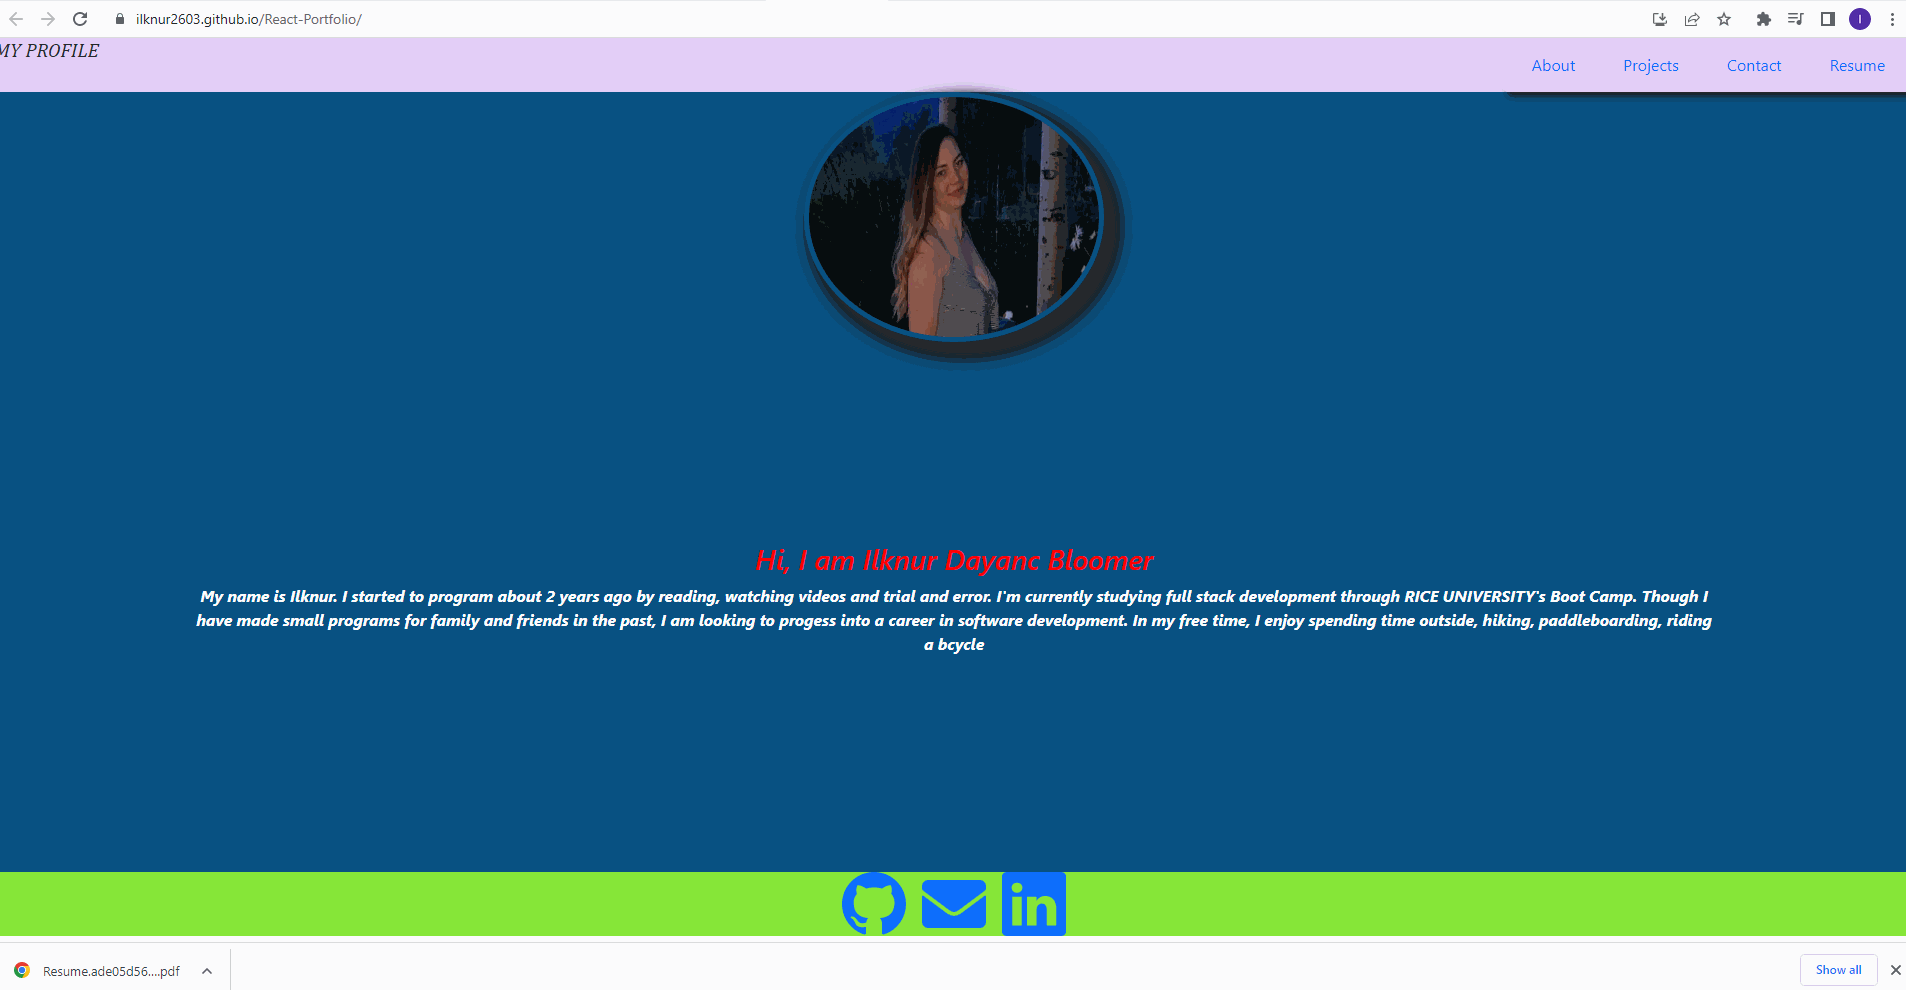 ilknur2603.github.io/React-Portfolio/
I
MY PROFILE
About Projects Contact Resume
Hi, I am Ilknur Dayanc Bloomer
My name is Ilknur. I started to program about 2 years ago by reading, watching videos and trial and error. I'm currently studying full stack development through RICE UNIVERSITY's Boot Camp. Though I
have made small programs for family and friends in the past, I am looking to progess into a career in software development. In my free time, I enjoy spending time outside, hiking, paddleboarding, riding
a bcycle
in
Resume.ade05d56....pdf
Show all